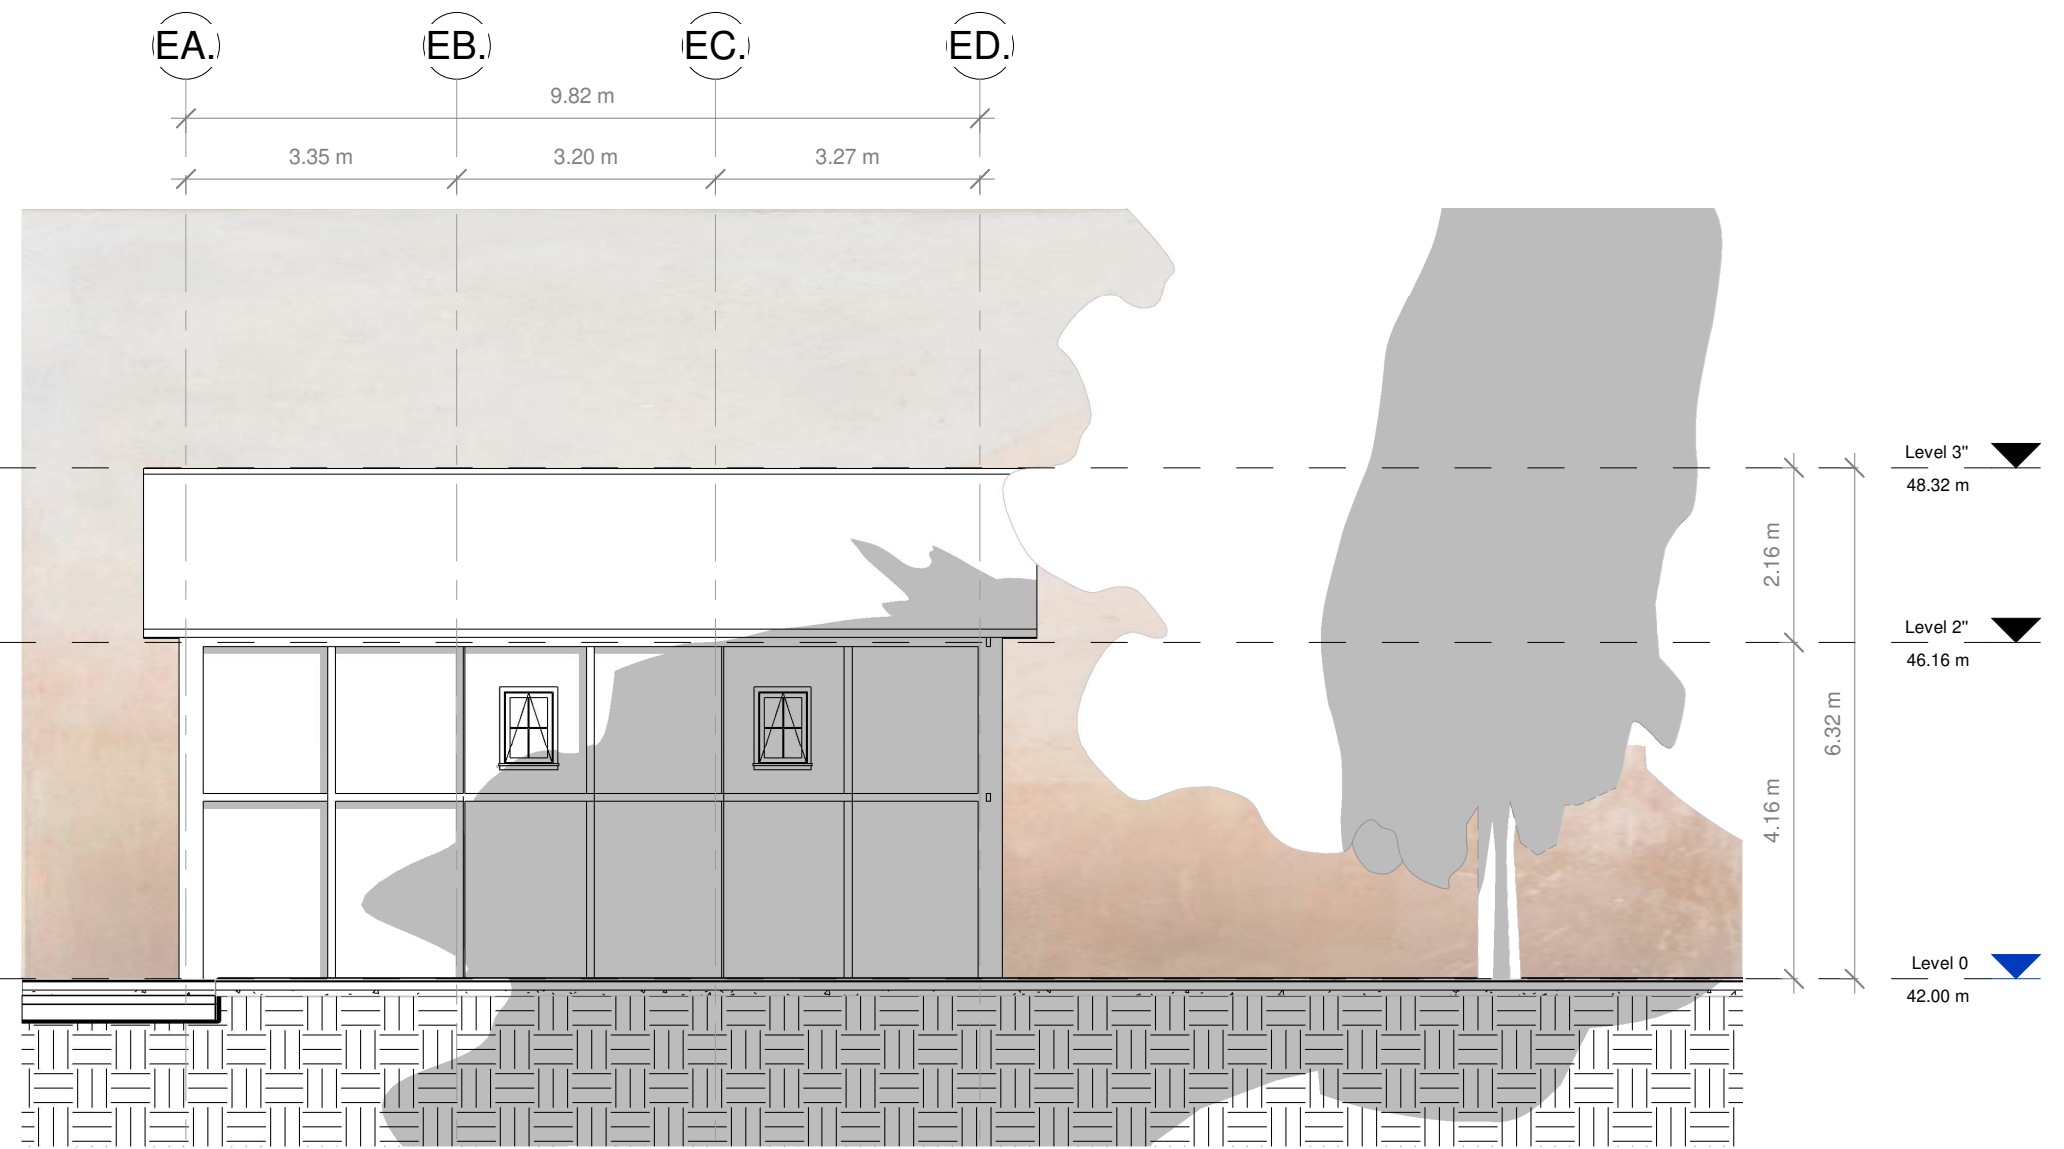 EA. EB. EC. ED.
9.82 m
3.35 m 3.20 m 3.27 m
Level 3"
48.32 m
2.16 m
Level 2"
46.16 m
6.32 m
4.16 m
Level 0
42.00 m